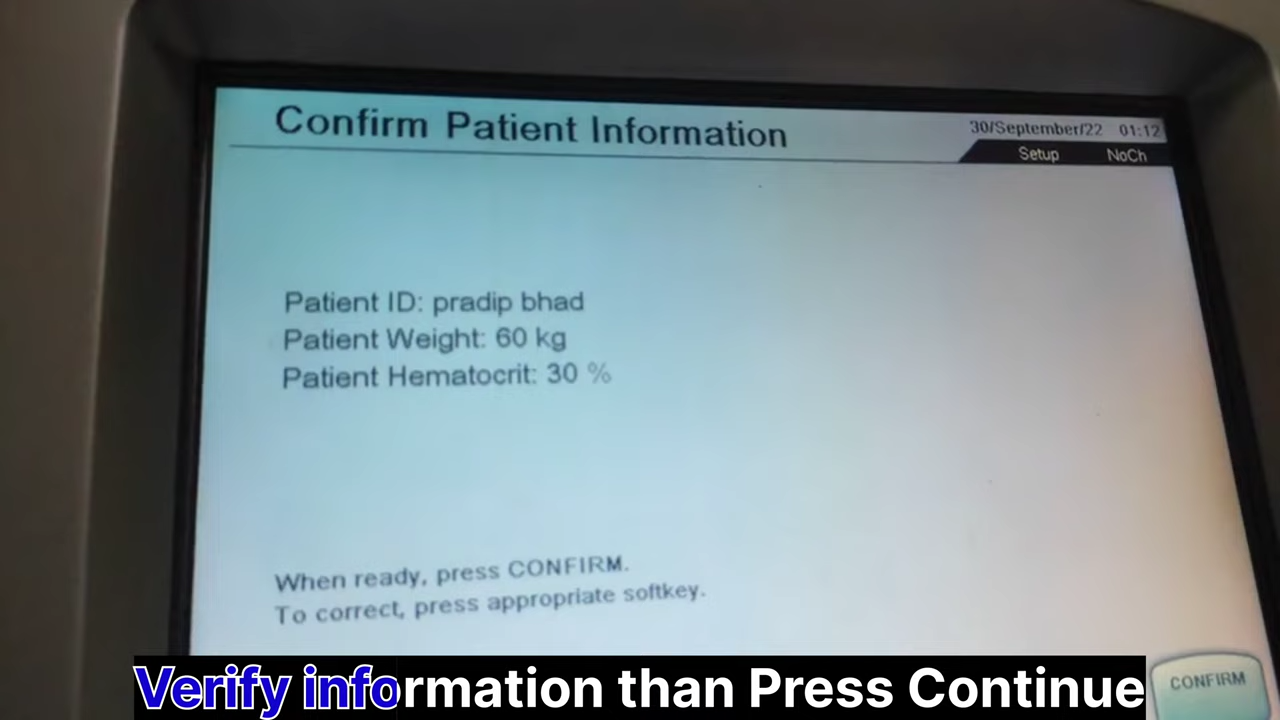 Confirm Patient Information
30/September/22 01:12
Setup NoCh
Patient ID: pradip bhad
Patient Weight: 60 kg
Patient Hematocrit: 30 %
When ready, press CONFIRM.
To correct, press appropriate softkey.
CONFIRM
Verify information than Press Continue